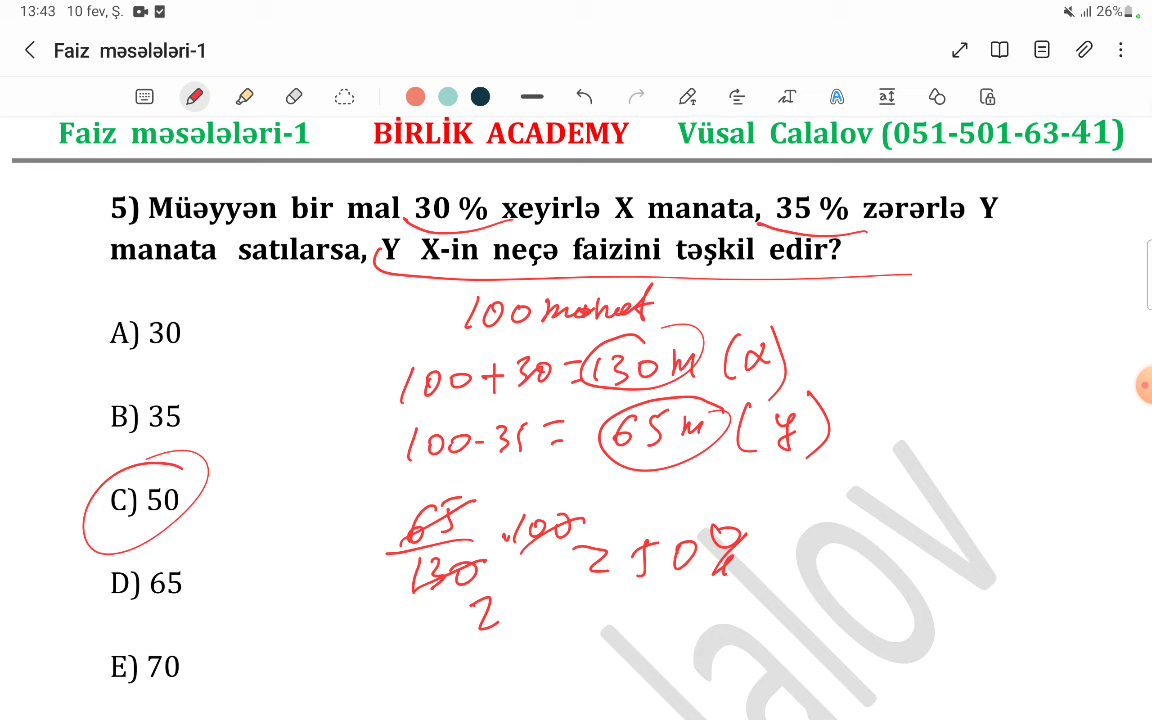 13:43 10 fev, Ş. 26%
Faiz məsələləri-1
Faiz məsələləri-1 BİRLİK ACADEMY Vüsal Calalov (051-501-63-41)
5) Müəyyən bir mal 30 % xeyirlə X manata, 35 % zərərlə Y
manata satılarsa, Y X-in neçə faizini təşkil edir?
100 manat
A) 30
100+30=130m (x)
B) 35
100-35= 65m (y)
C) 50
65/130 · 100 = 50%
2
D) 65
E) 70
alov